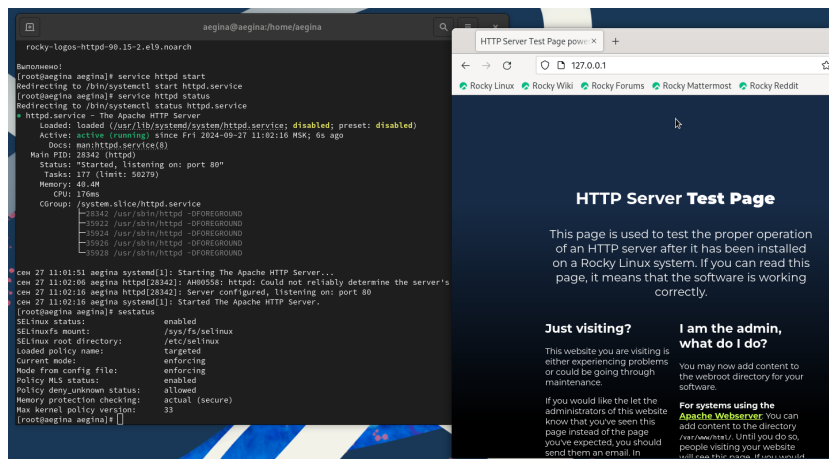 aegina@aegina:/home/aegina
rocky-logos-httpd-90.15-2.el9.noarch
Выполнено!
[root@aegina aegina]# service httpd start
Redirecting to /bin/systemctl start httpd.service
[root@aegina aegina]# service httpd status
Redirecting to /bin/systemctl status httpd.service
● httpd.service - The Apache HTTP Server
Loaded: loaded (/usr/lib/systemd/system/httpd.service; disabled; preset: disabled)
Active: active (running) since Fri 2024-09-27 11:02:16 MSK; 6s ago
Docs: man:httpd.service(8)
Main PID: 28342 (httpd)
Status: "Started, listening on: port 80"
Tasks: 177 (limit: 50279)
Memory: 40.4M
CPU: 176ms
CGroup: /system.slice/httpd.service
├─28342 /usr/sbin/httpd -DFOREGROUND
├─35922 /usr/sbin/httpd -DFOREGROUND
├─35924 /usr/sbin/httpd -DFOREGROUND
├─35926 /usr/sbin/httpd -DFOREGROUND
└─35928 /usr/sbin/httpd -DFOREGROUND
сен 27 11:01:51 aegina systemd[1]: Starting The Apache HTTP Server...
сен 27 11:02:06 aegina httpd[28342]: AH00558: httpd: Could not reliably determine the server's
сен 27 11:02:16 aegina httpd[28342]: Server configured, listening on: port 80
сен 27 11:02:16 aegina systemd[1]: Started The Apache HTTP Server.
[root@aegina aegina]# sestatus
SELinux status: enabled
SELinuxfs mount: /sys/fs/selinux
SELinux root directory: /etc/selinux
Loaded policy name: targeted
Current mode: enforcing
Mode from config file: enforcing
Policy MLS status: enabled
Policy deny_unknown status: allowed
Memory protection checking: actual (secure)
Max kernel policy version: 33
[root@aegina aegina]#
HTTP Server Test Page powe
127.0.0.1
Rocky Linux Rocky Wiki Rocky Forums Rocky Mattermost Rocky Reddit
HTTP Server Test Page
This page is used to test the proper operation
of an HTTP server after it has been installed
on a Rocky Linux system. If you can read this
page, it means that the software is working
correctly.
Just visiting?
This website you are visiting is
either experiencing problems
or could be going through
maintenance.
If you would like the let the
administrators of this website
know that you've seen this
page instead of the page
you've expected, you should
send them an email. In
I am the admin,
what do I do?
You may now add content to
the webroot directory for your
software.
For systems using the
Apache Webserver: You can
add content to the directory
/var/www/html/. Until you do so,
people visiting your website
will see this page. If you would